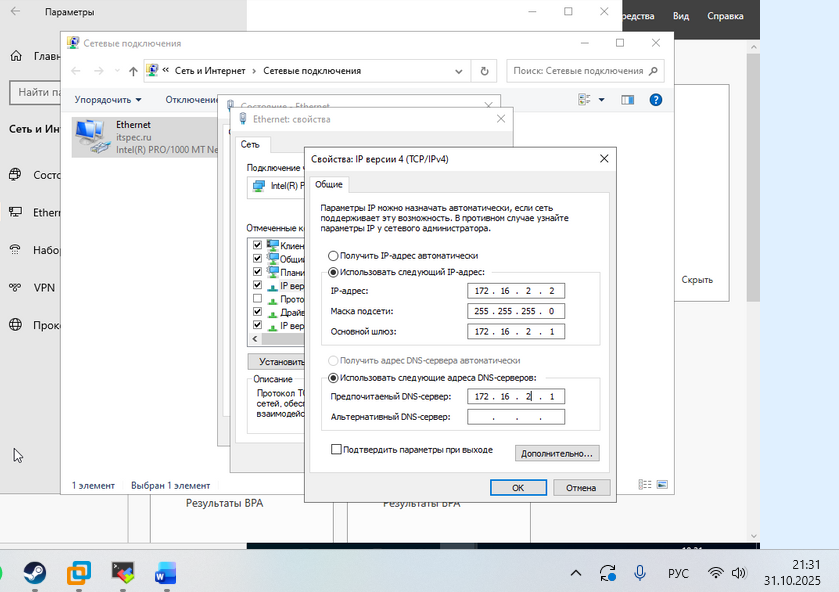 Параметры
редства Вид Справка
Сетевые подключения
Главн
Сеть и Интернет › Сетевые подключения
Поиск: Сетевые подключения
Найти па
Упорядочить
Отключени
Состояние - Ethernet
Ethernet: свойства
Ethernet
itspec.ru
Intel(R) PRO/1000 MT Ne
Сеть и Ин
Сеть
Подключение ч
Intel(R) P
Состо
Ethern
Набор
VPN
Прокс
Отмеченные к
Клиен
Общи
Плани
IP вер
Прото
Драйв
IP вер
Установить
Описание
Протокол TC
сетей, обесп
взаимодейс
Свойства: IP версии 4 (TCP/IPv4)
Общие
Параметры IP можно назначать автоматически, если сеть
поддерживает эту возможность. В противном случае узнайте
параметры IP у сетевого администратора.
Получить IP-адрес автоматически
Использовать следующий IP-адрес:
IP-адрес: 172 . 16 . 2 . 2
Маска подсети: 255 . 255 . 255 . 0
Основной шлюз: 172 . 16 . 2 . 1
Получить адрес DNS-сервера автоматически
Использовать следующие адреса DNS-серверов:
Предпочитаемый DNS-сервер: 172 . 16 . 2 . 1
Альтернативный DNS-сервер: . . .
Подтвердить параметры при выходе
Дополнительно...
ОК
Отмена
Скрыть
1 элемент Выбран 1 элемент
Результаты BPA
Результаты BPA
РУС
21:31
31.10.2025